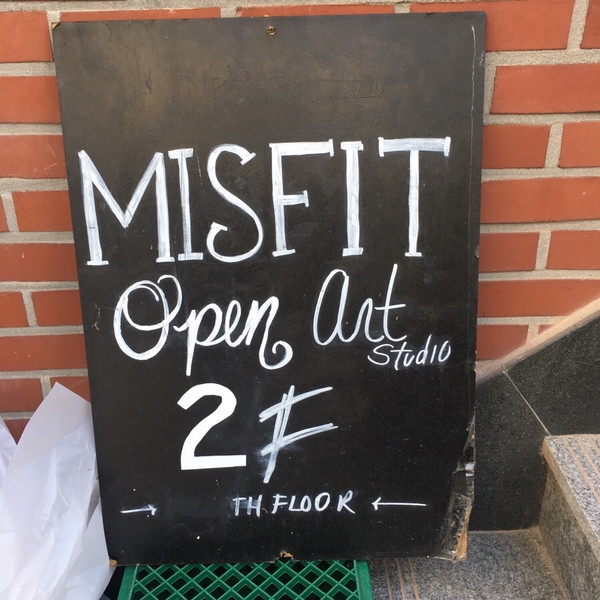 MISFIT
Open Art
Studio
2F
TH FLOOR